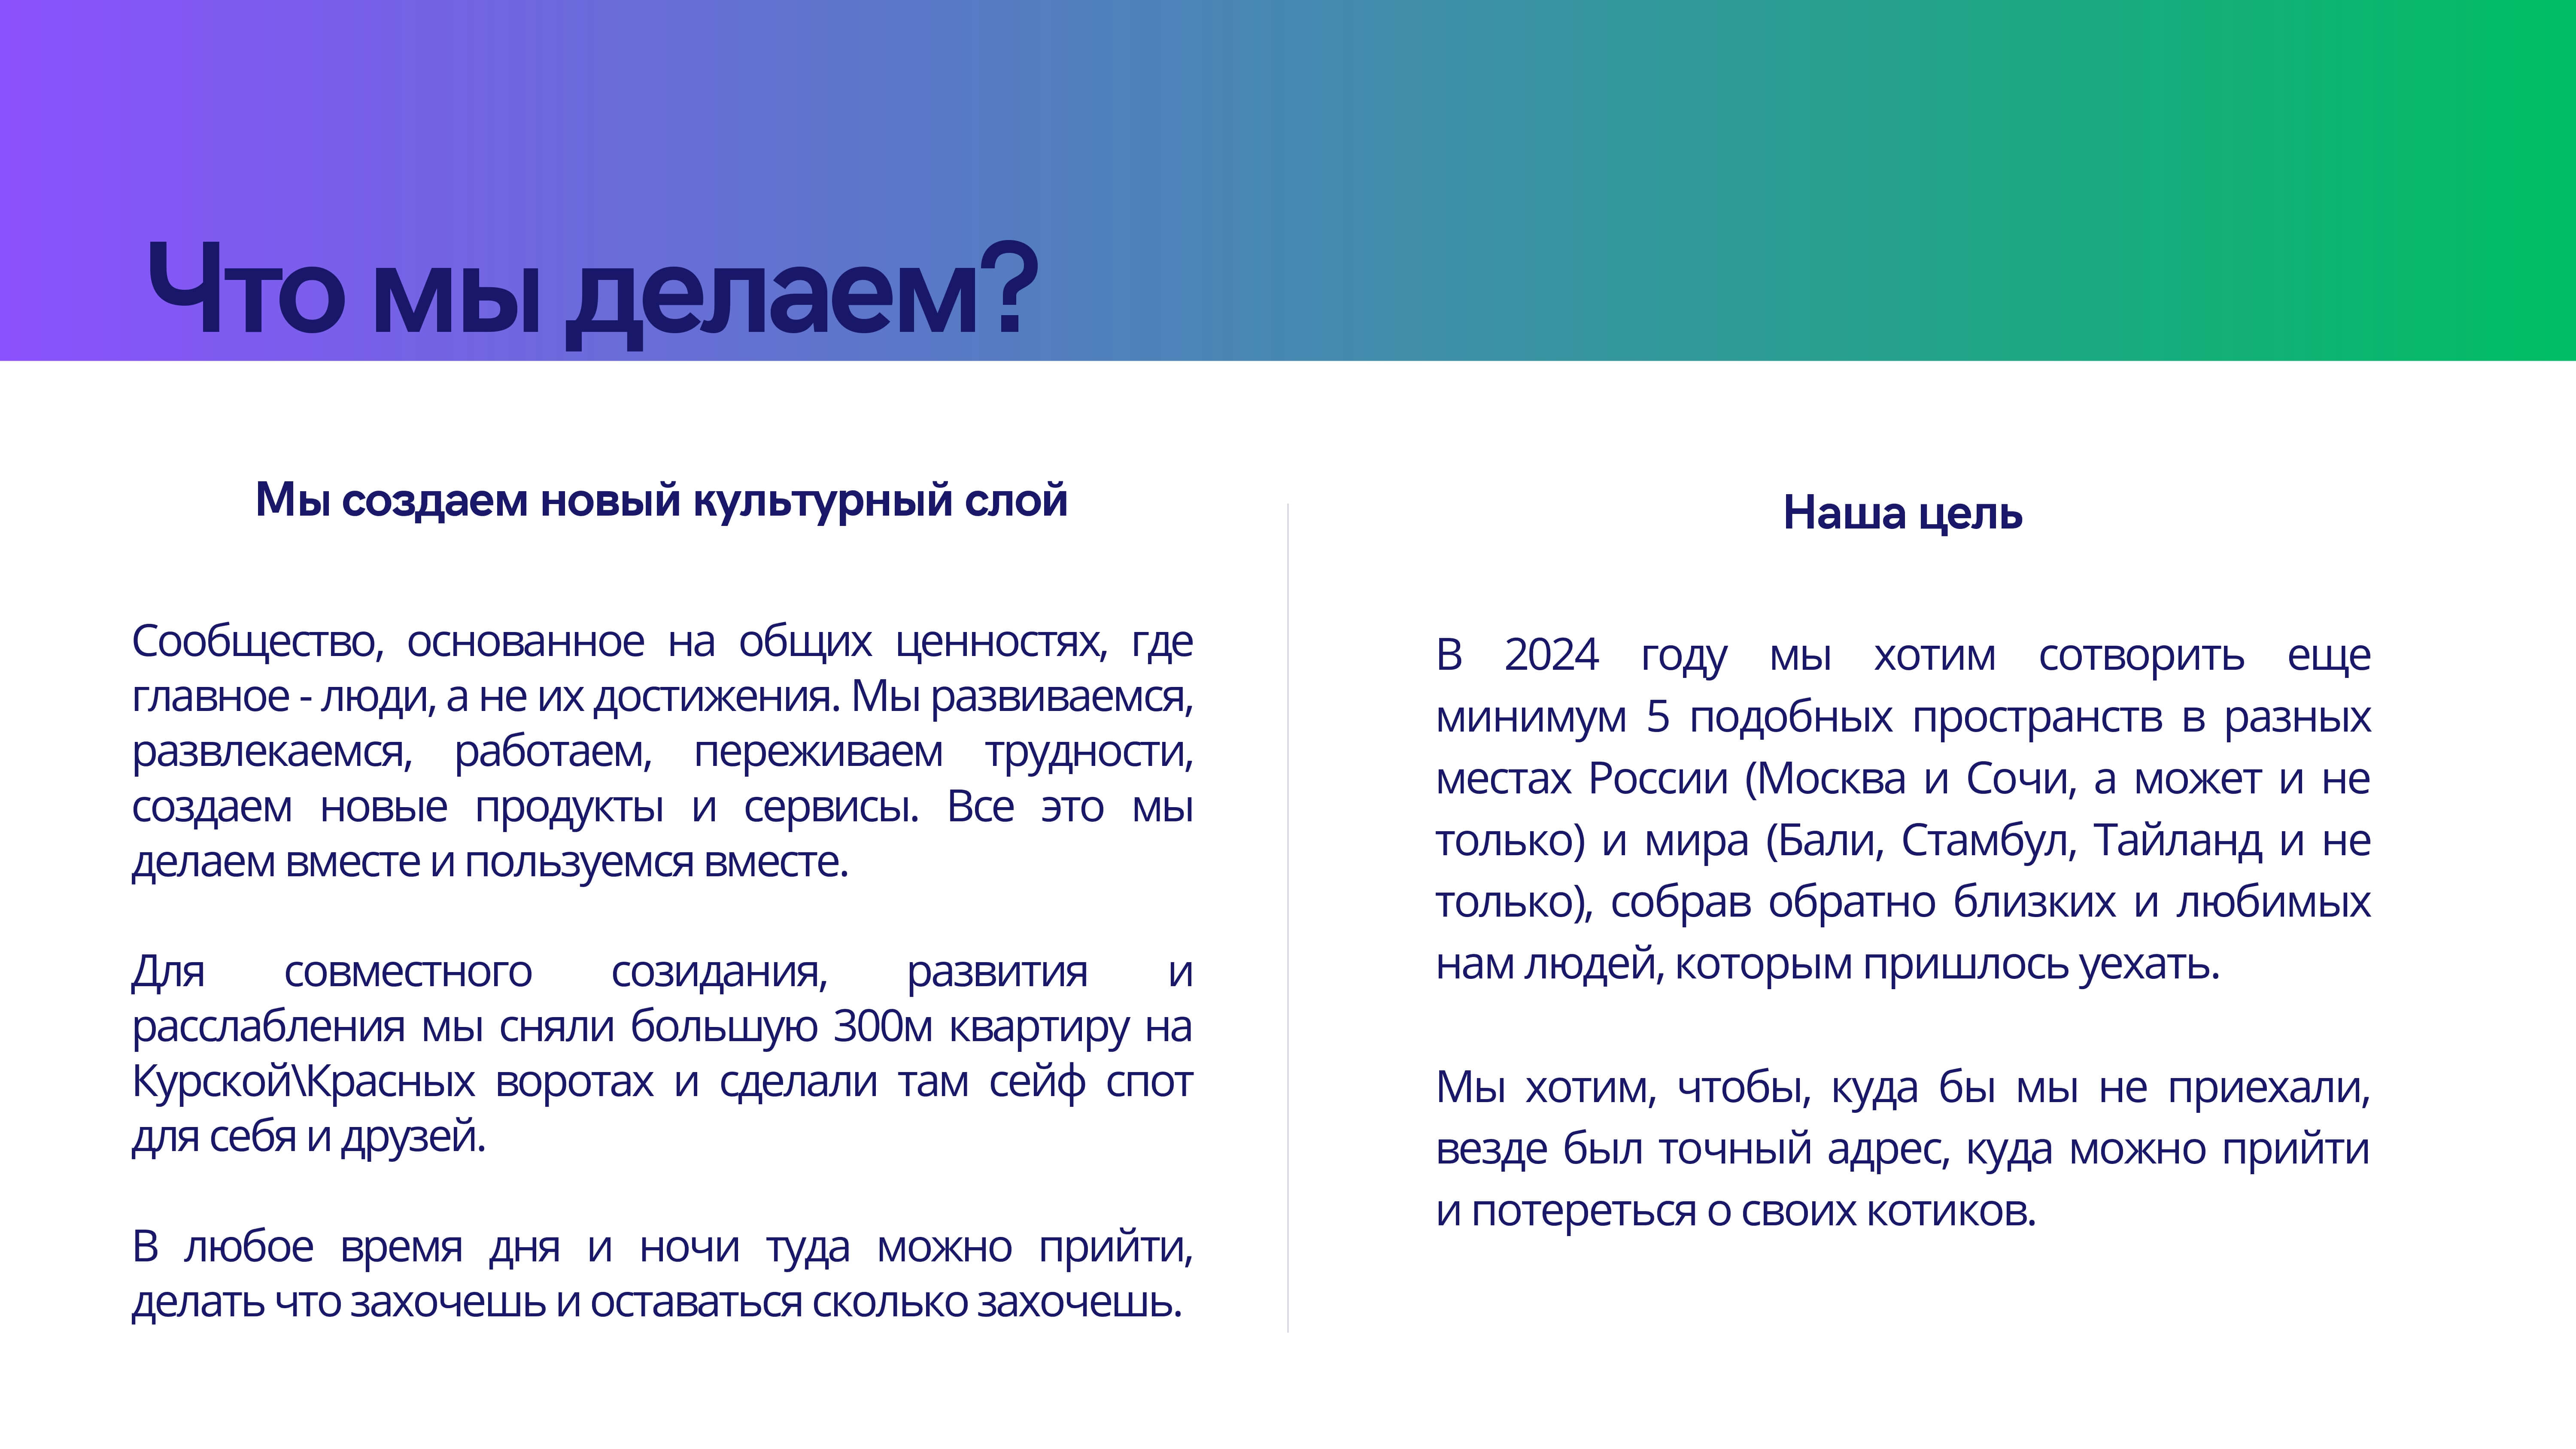 Что мы делаем?
Мы создаем новый культурный слой
Сообщество, основанное на общих ценностях, где
главное - люди, а не их достижения. Мы развиваемся,
развлекаемся, работаем, переживаем трудности,
создаем новые продукты и сервисы. Все это мы
делаем вместе и пользуемся вместе.
Для совместного созидания, развития и
расслабления мы сняли большую 300м квартиру на
Курской\Красных воротах и сделали там сейф спот
для себя и друзей.
В любое время дня и ночи туда можно прийти,
делать что захочешь и оставаться сколько захочешь.
Наша цель
В 2024 году мы хотим сотворить еще
минимум 5 подобных пространств в разных
местах России (Москва и Сочи, а может и не
только) и мира (Бали, Стамбул, Тайланд и не
только), собрав обратно близких и любимых
нам людей, которым пришлось уехать.
Мы хотим, чтобы, куда бы мы не приехали,
везде был точный адрес, куда можно прийти
и потереться о своих котиков.